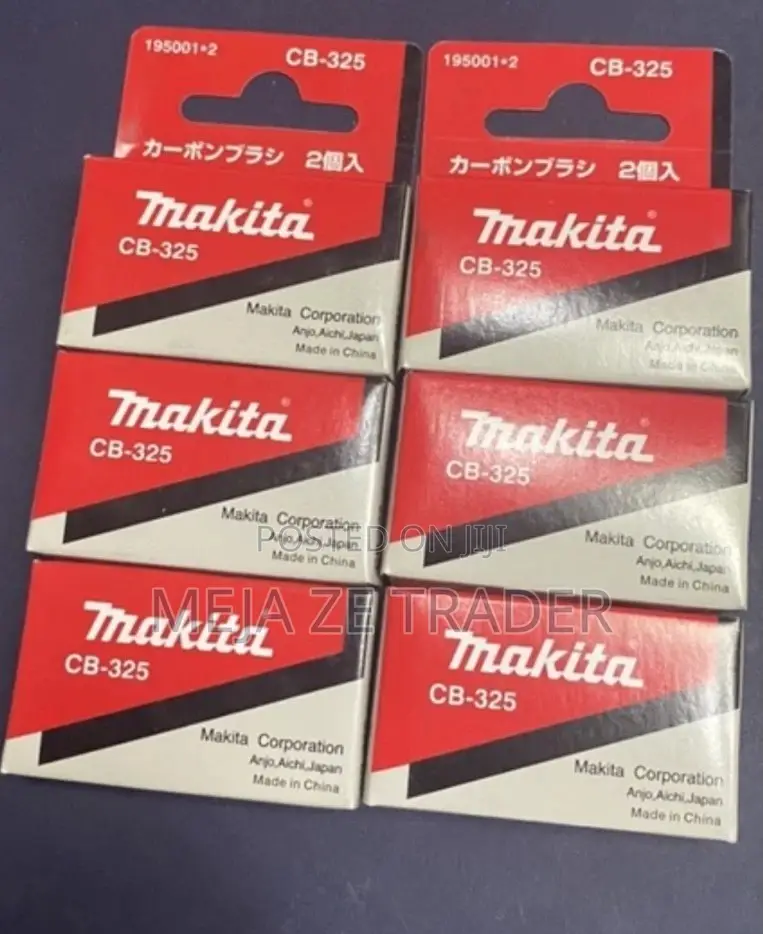 195001•2 CB-325
カーボンブラシ 2個入
makita®
CB-325
Makita Corporation
Anjo,Aichi,Japan
Made in China
195001•2 CB-325
カーボンブラシ 2個入
makita®
CB-325
Makita Corporation
Anjo,Aichi,Japan
Made in China
makita®
CB-325
Makita Corporation
Anjo,Aichi,Japan
Made in China
makita®
CB-325
Makita Corporation
Anjo,Aichi,Japan
Made in China
POSTED ON JIJI
MEJA ZE TRADER
makita®
CB-325
Makita Corporation
Anjo,Aichi,Japan
Made in China
makita®
CB-325
Makita Corporation
Anjo,Aichi,Japan
Made in China